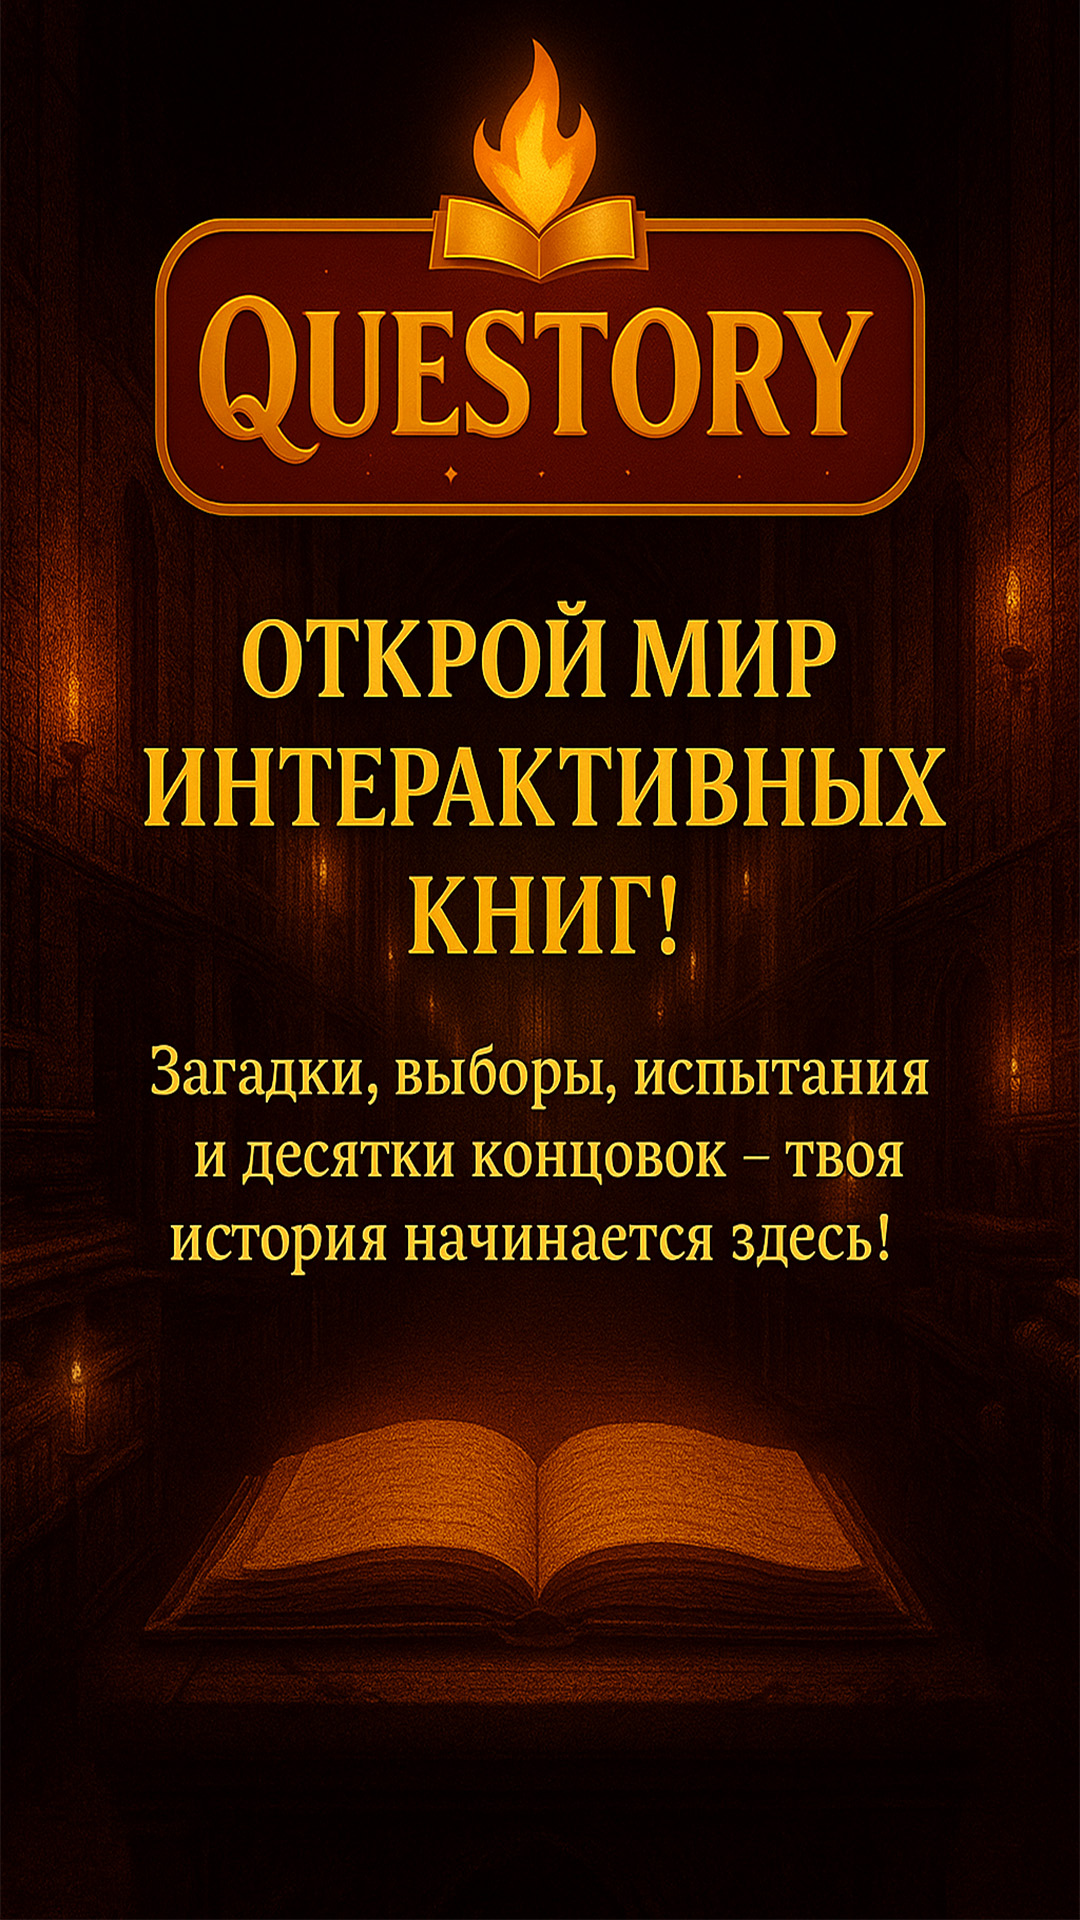 QUESTORY
ОТКРОЙ МИР
ИНТЕРАКТИВНЫХ
КНИГ!
Загадки, выборы, испытания
и десятки концовок – твоя
история начинается здесь!